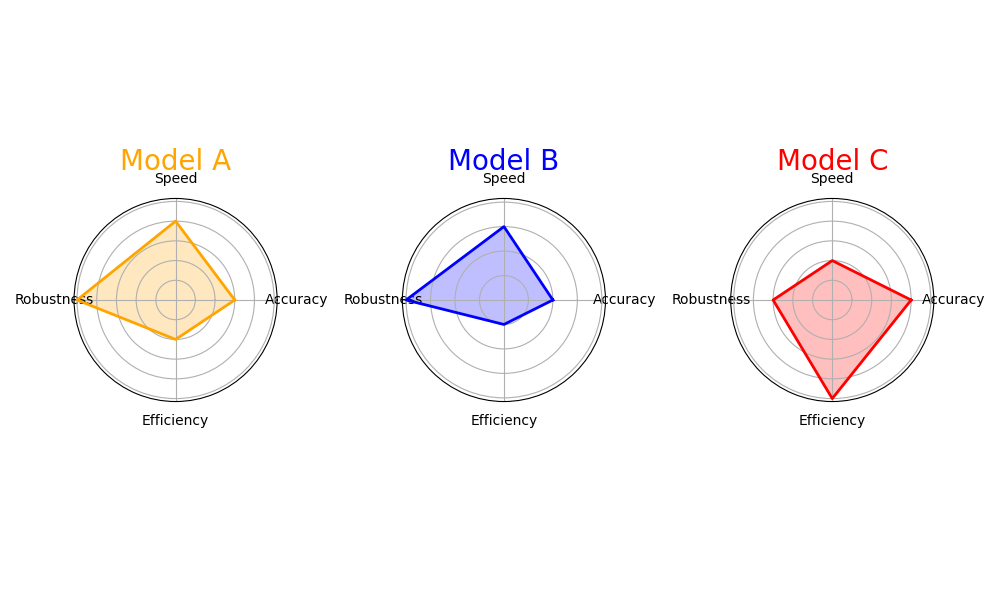 Model A
Speed
Robustness
Accuracy
Efficiency
Model B
Speed
Robustness
Accuracy
Efficiency
Model C
Speed
Robustness
Accuracy
Efficiency